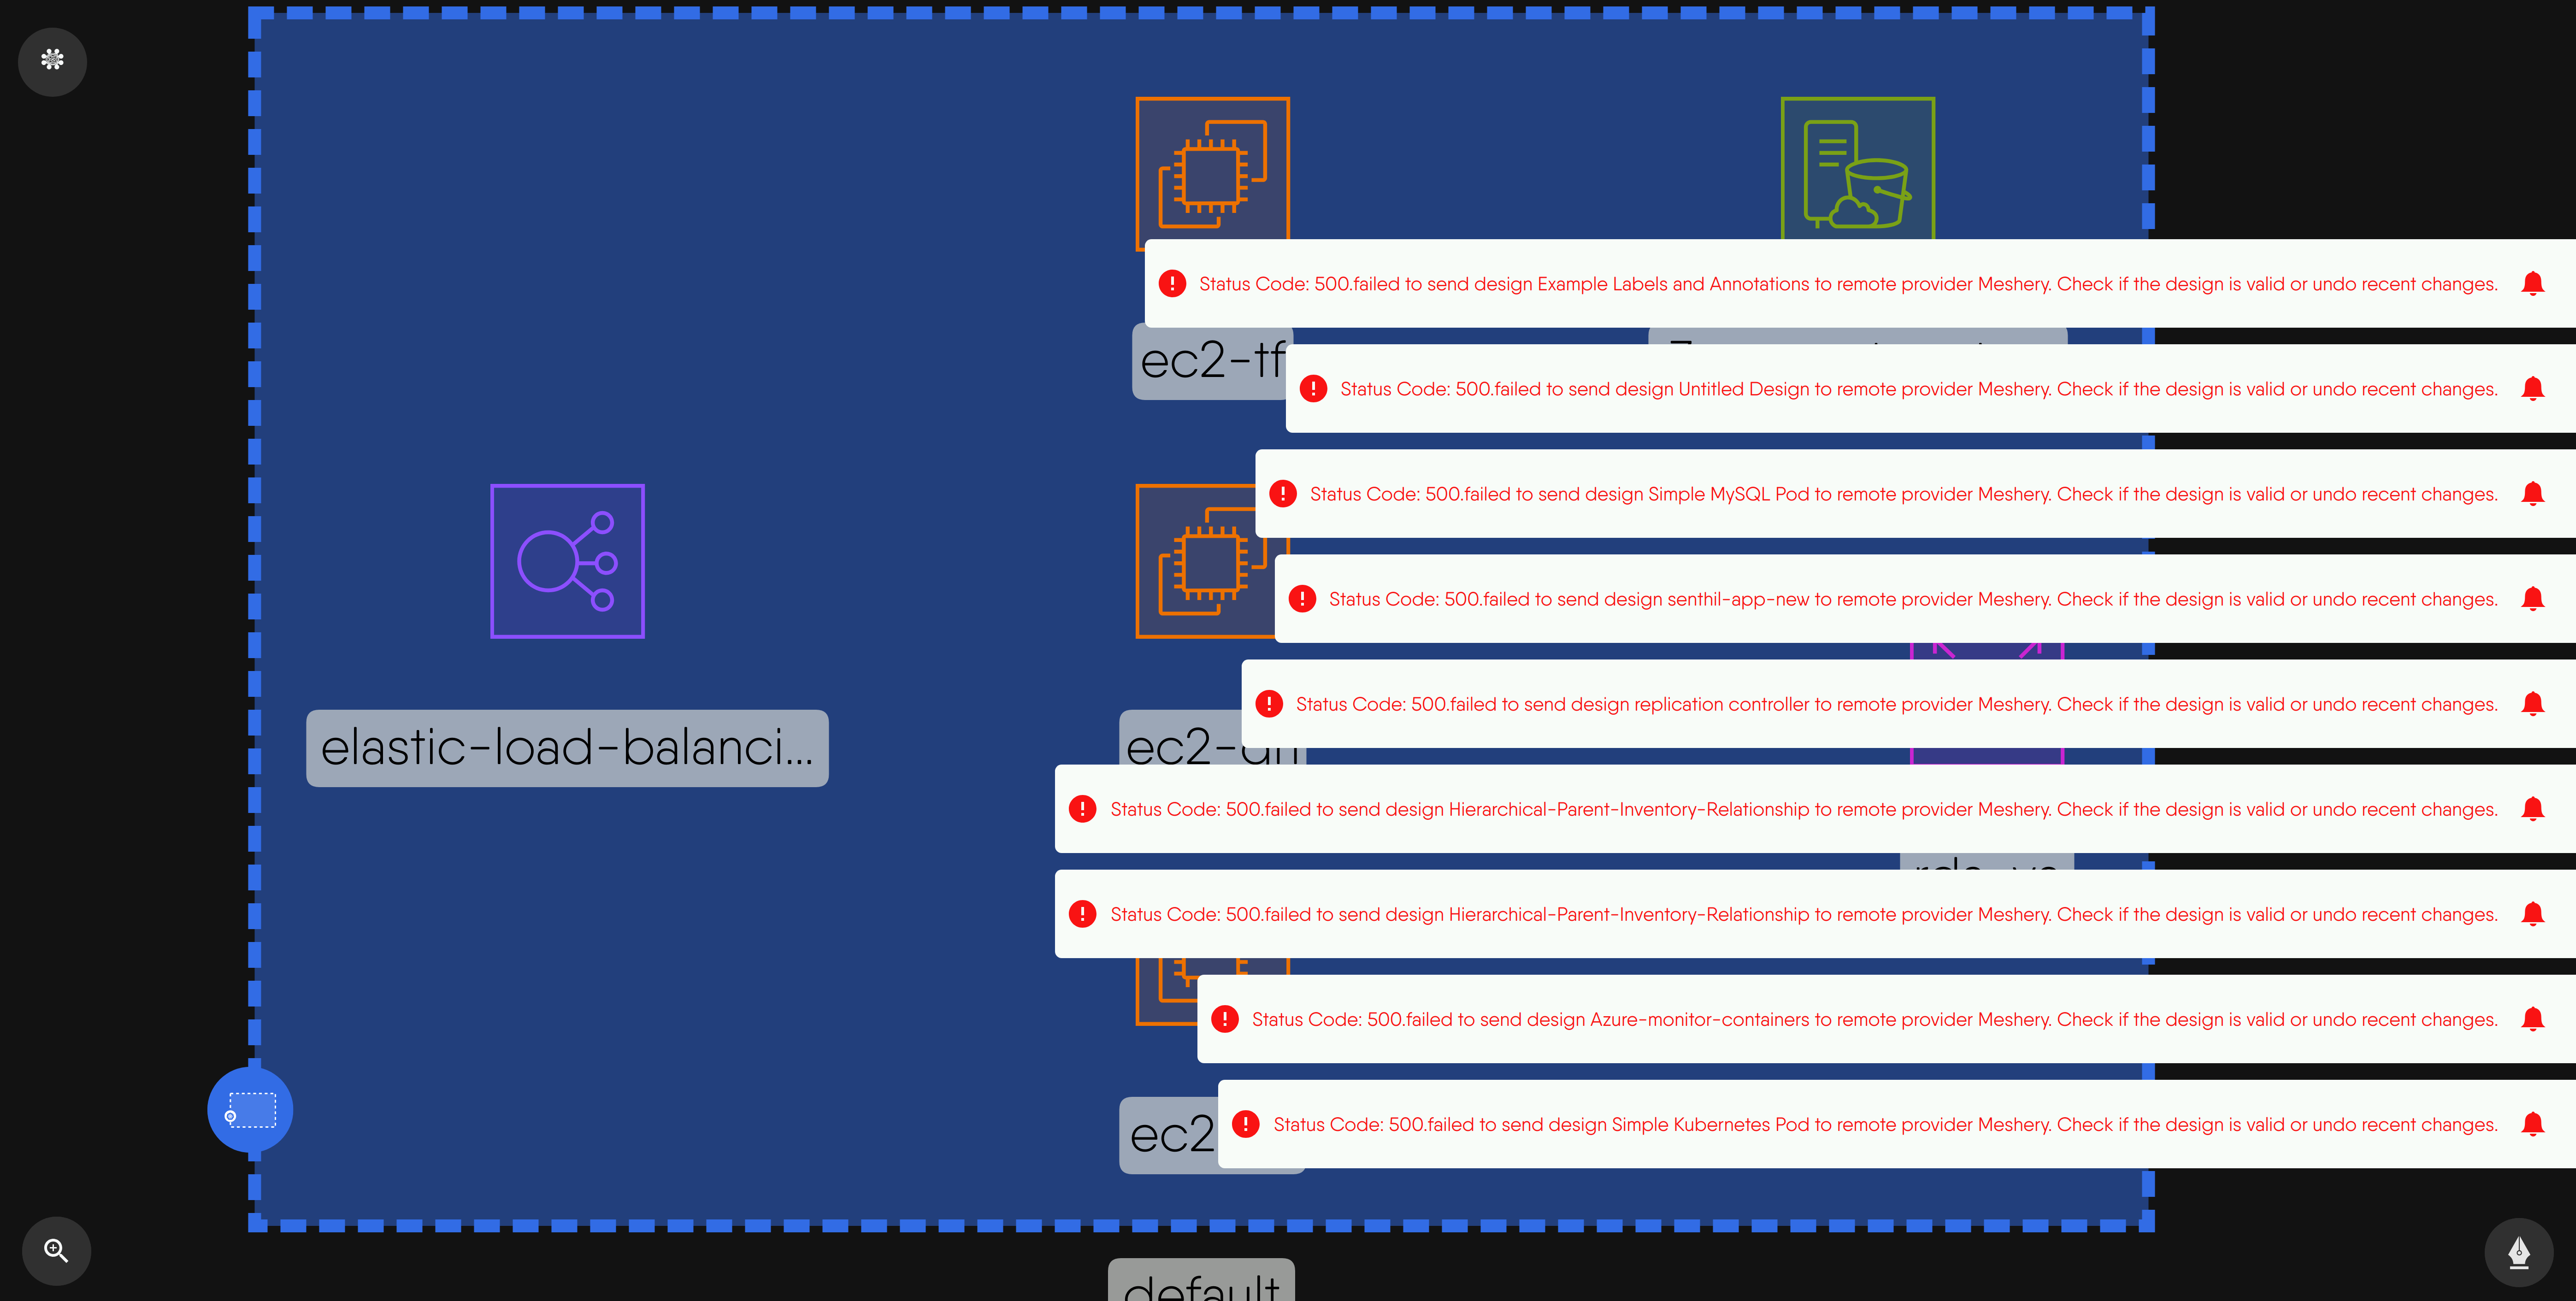 Status Code: 500.failed to send design Example Labels and Annotations to remote provider Meshery. Check if the design is valid or undo recent changes.
ec2-tf
Status Code: 500.failed to send design Untitled Design to remote provider Meshery. Check if the design is valid or undo recent changes.
Status Code: 500.failed to send design Simple MySQL Pod to remote provider Meshery. Check if the design is valid or undo recent changes.
Status Code: 500.failed to send design senthil-app-new to remote provider Meshery. Check if the design is valid or undo recent changes.
Status Code: 500.failed to send design replication controller to remote provider Meshery. Check if the design is valid or undo recent changes.
elastic-load-balanci...
Status Code: 500.failed to send design Hierarchical-Parent-Inventory-Relationship to remote provider Meshery. Check if the design is valid or undo recent changes.
Status Code: 500.failed to send design Hierarchical-Parent-Inventory-Relationship to remote provider Meshery. Check if the design is valid or undo recent changes.
Status Code: 500.failed to send design Azure-monitor-containers to remote provider Meshery. Check if the design is valid or undo recent changes.
Status Code: 500.failed to send design Simple Kubernetes Pod to remote provider Meshery. Check if the design is valid or undo recent changes.
ec2
default